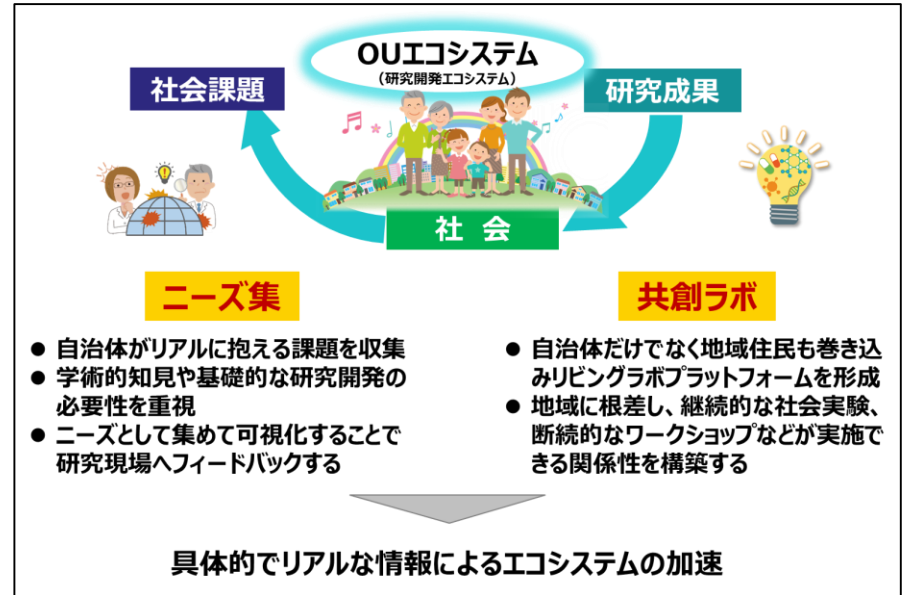 OUエコシステム
(研究開発エコシステム)
社会課題
研究成果
社 会
ニーズ集
● 自治体がリアルに抱える課題を収集
● 学術的知見や基礎的な研究開発の
必要性を重視
● ニーズとして集めて可視化することで
研究現場へフィードバックする
共創ラボ
● 自治体だけでなく地域住民も巻き込
みリビングラボプラットフォームを形成
● 地域に根差し、継続的な社会実験、
断続的なワークショップなどが実施で
きる関係性を構築する
具体的でリアルな情報によるエコシステムの加速